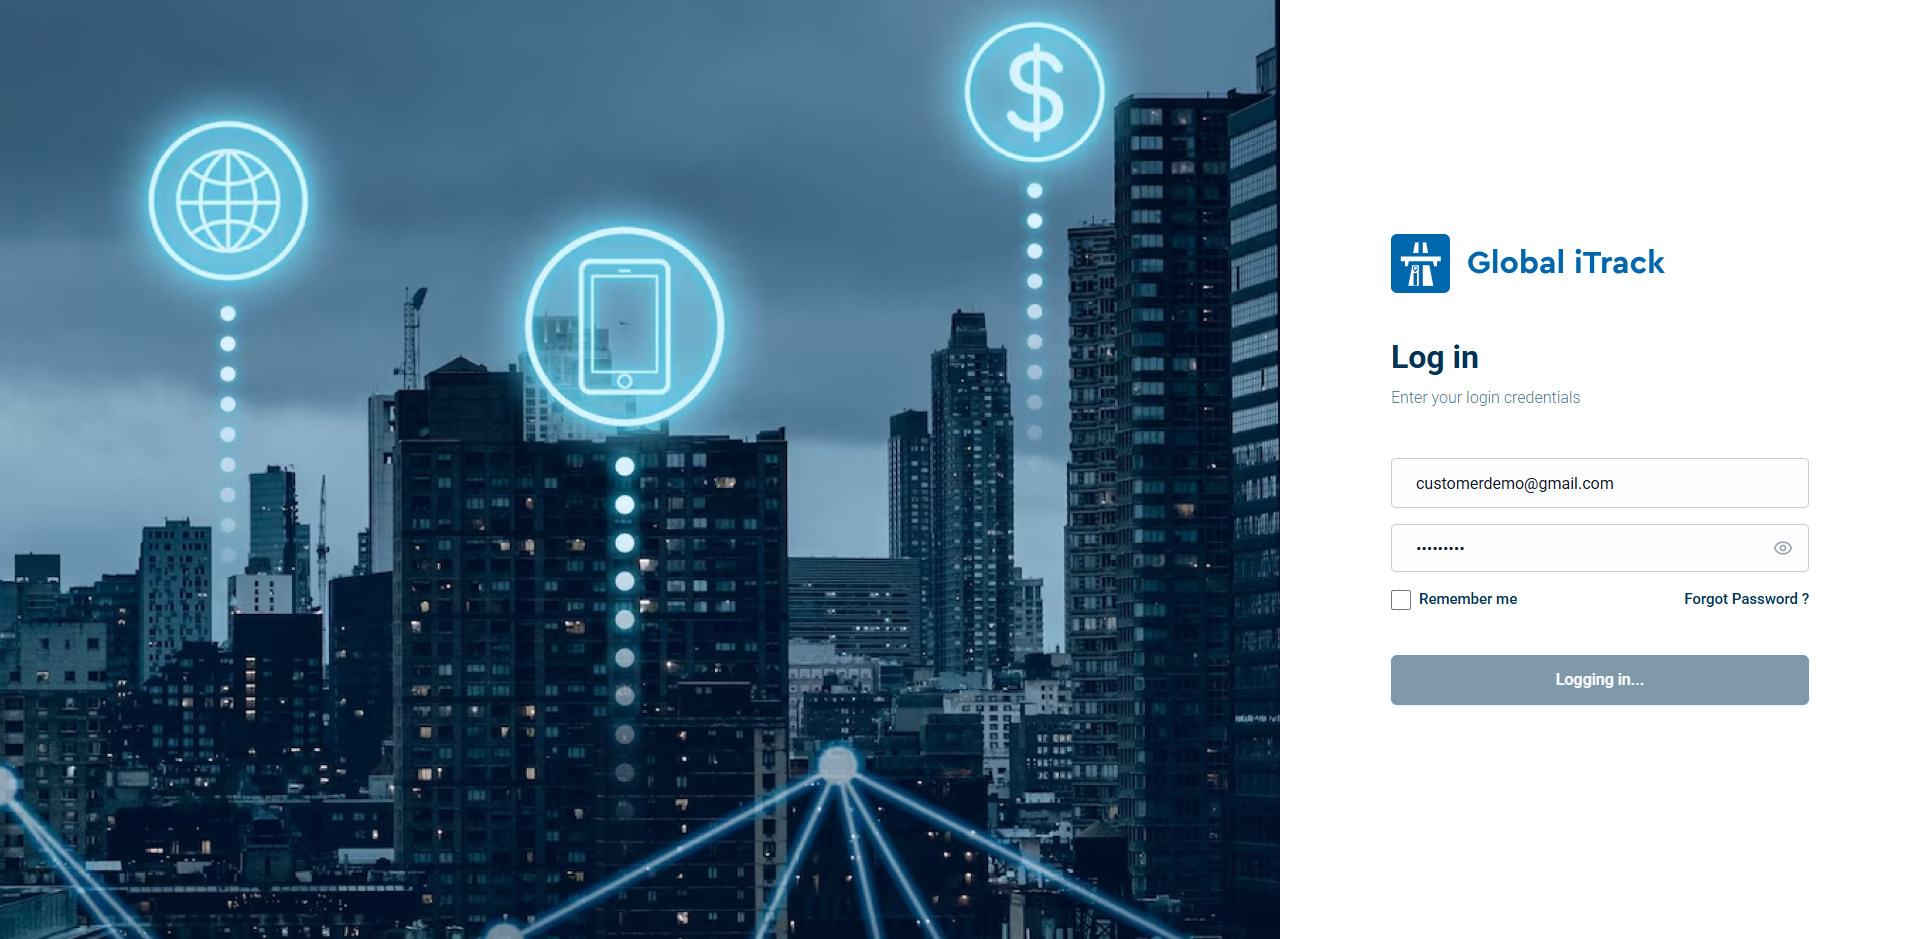 Global iTrack
Log in
Enter your login credentials
customerdemo@gmail.com
•••••••••
Remember me
Forgot Password ?
Logging in...